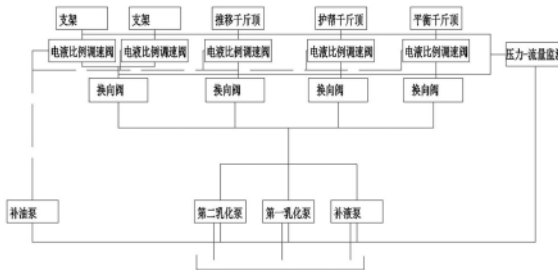 支架 支架 推移千斤顶 护帮千斤顶 平衡千斤顶
电液比例调速阀 电液比例调速阀 电液比例调速阀 电液比例调速阀 电液比例调速阀 压力-流量监测
换向阀 换向阀 换向阀 换向阀
补油泵 第二乳化泵 第一乳化泵 补液泵